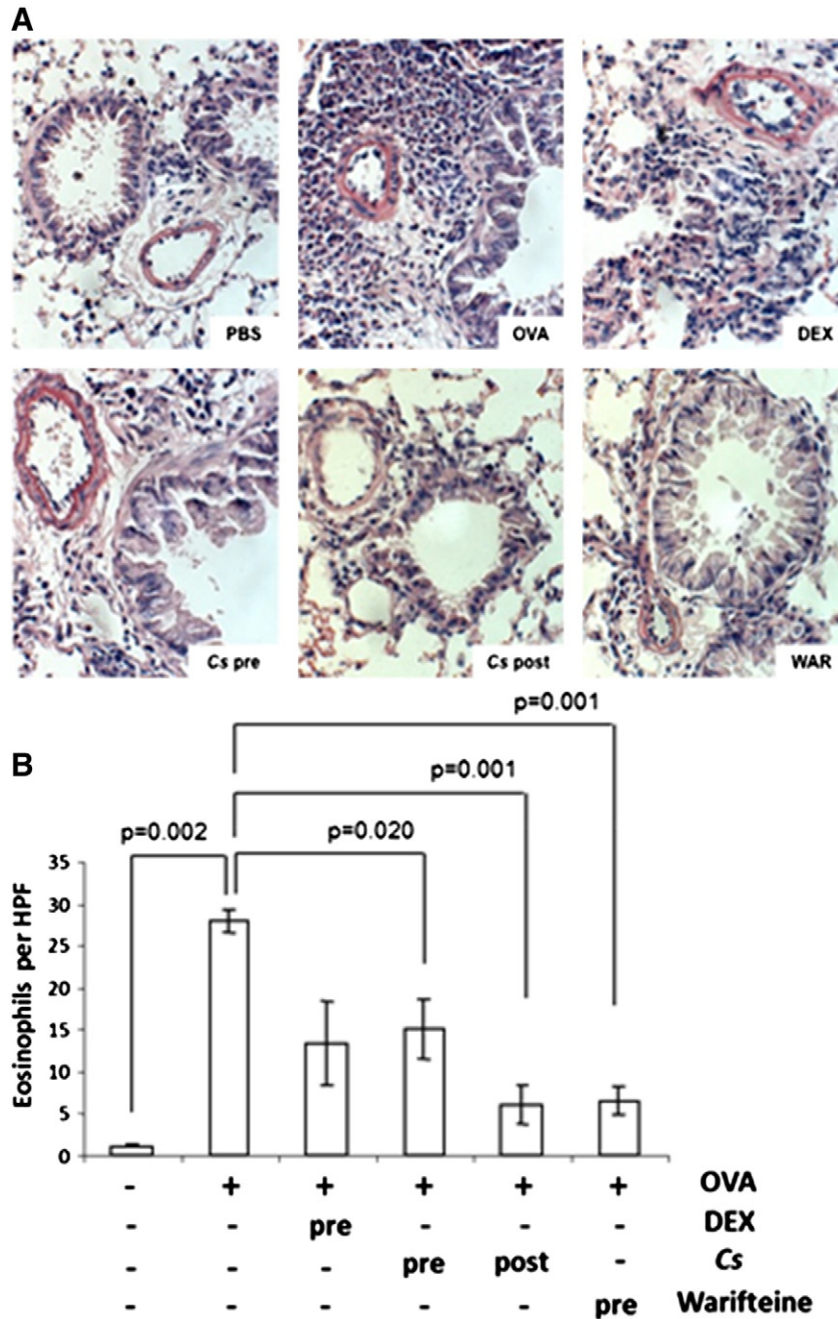 A
PBS
OVA
DEX
Cs pre
Cs post
WAR
p=0.001
B
p=0.001
p=0.002
p=0.020
Eosinophils per HPF
35
30
25
20
15
10
5
0
- + + + + + OVA
- - pre - - - DEX
- - - pre post - Cs
- - - - - pre Warifteine